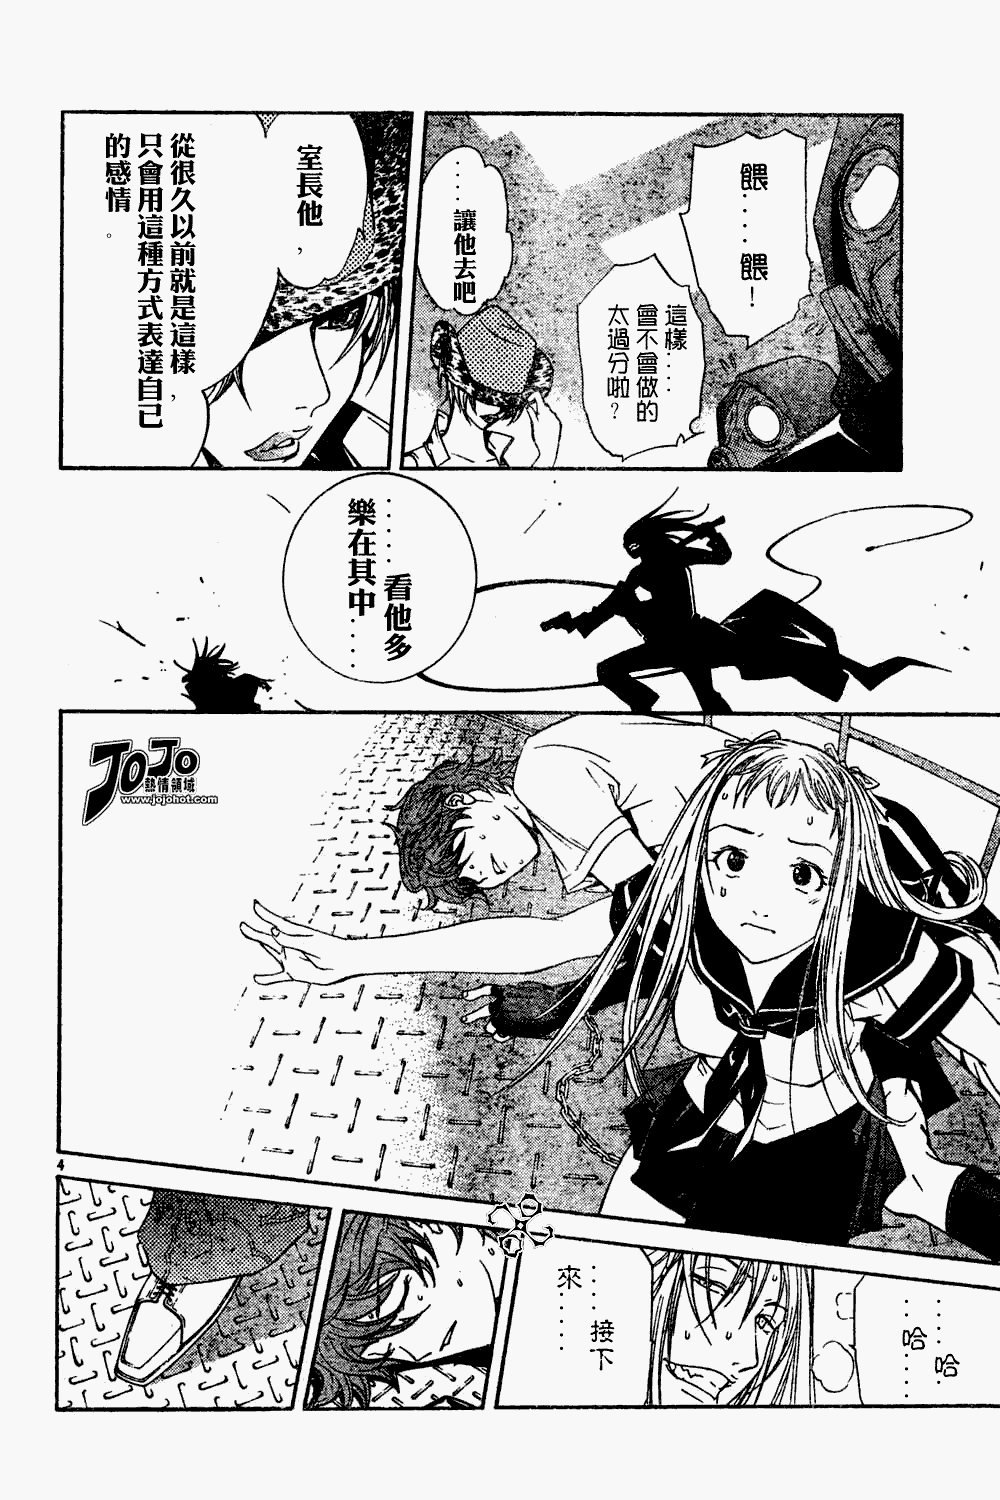 餵‥‥餵！
這樣‥‥
會不會做的
太過分啦？
‥‥讓他去吧
室長他，
從很久以前就是這樣，
只會用這種方式表達自己
的感情。
‥‥‥看他多
樂在其中‥‥
JOJO
熱情領域
www.jojohot.com
4
‥‥哈
‥哈‥‥
‥‥接下
來‥‥